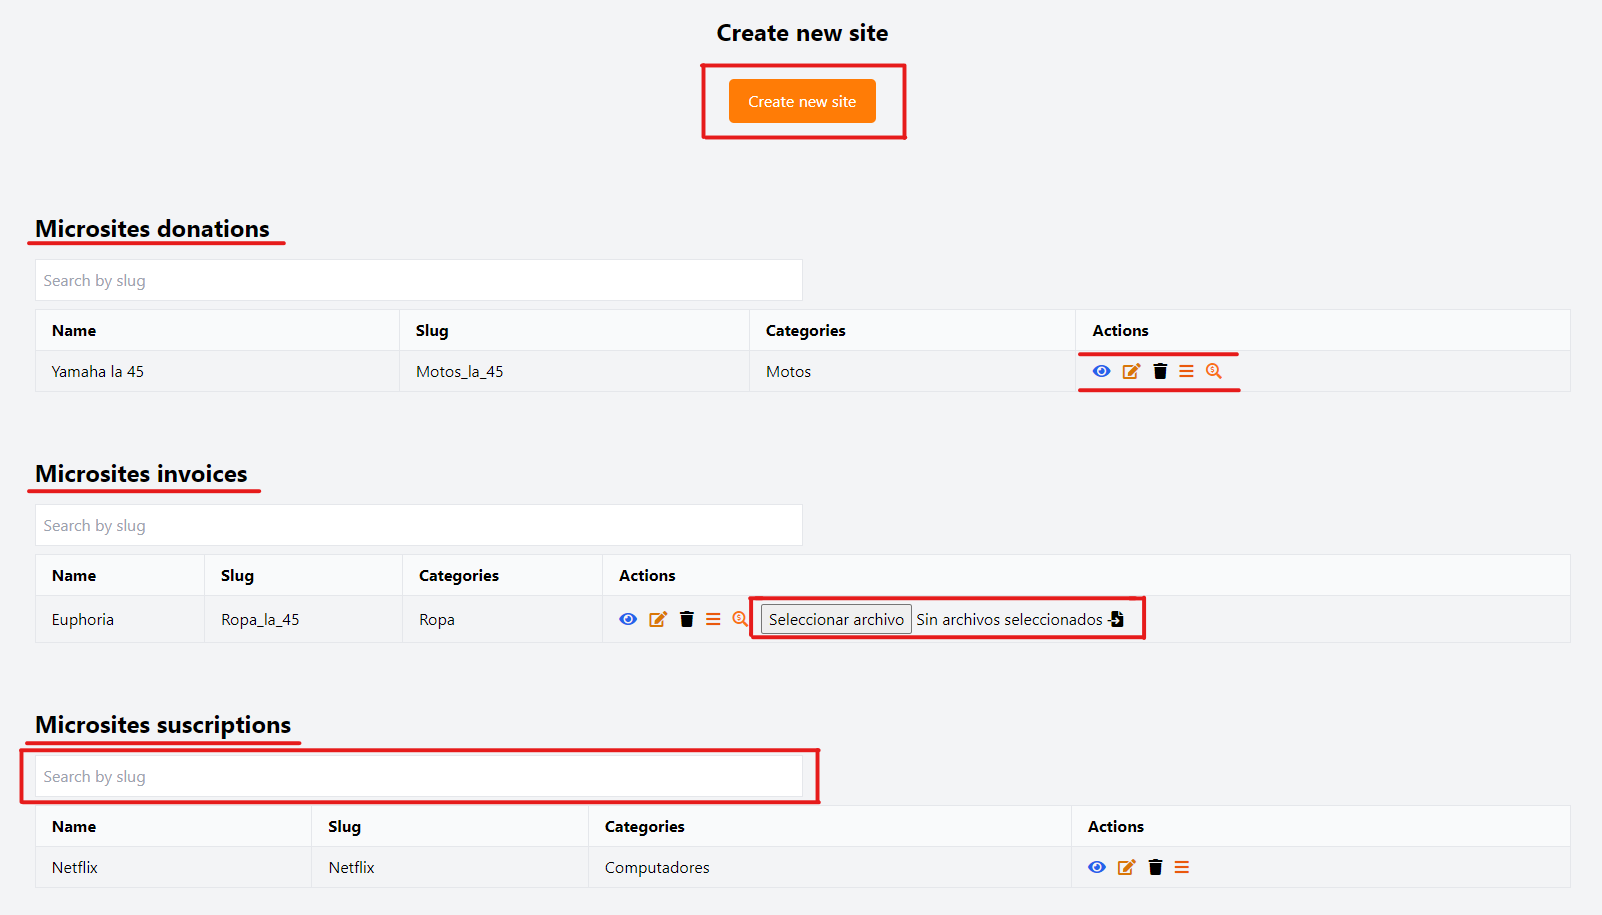 Create new site
Create new site
Microsites donations
Search by slug
Name Slug Categories Actions
Yamaha la 45 Motos_la_45 Motos
Microsites invoices
Search by slug
Name Slug Categories Actions
Euphoria Ropa_la_45 Ropa Seleccionar archivo Sin archivos seleccionados
Microsites suscriptions
Search by slug
Name Slug Categories Actions
Netflix Netflix Computadores